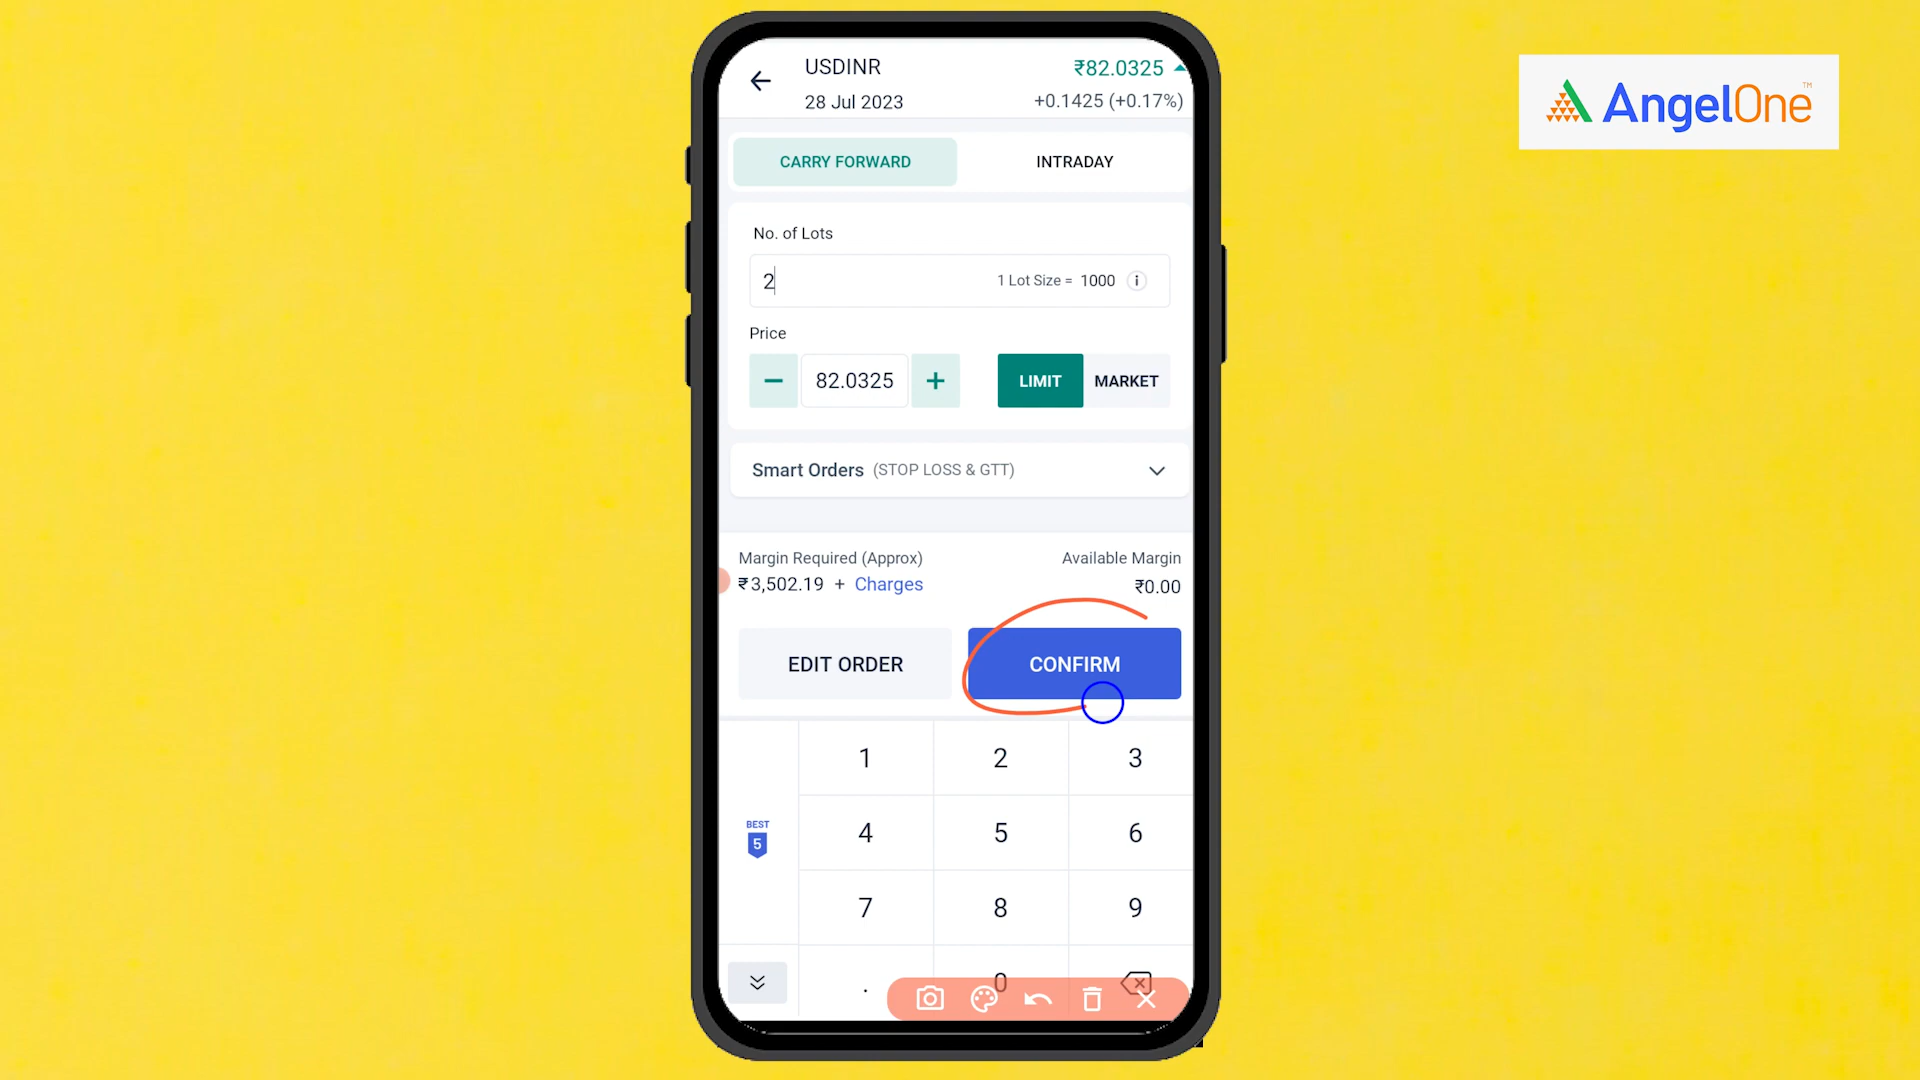 USDINR
₹82.0325
28 Jul 2023
+0.1425 (+0.17%)
AngelOne™
CARRY FORWARD
INTRADAY
No. of Lots
2
1 Lot Size = 1000
i
Price
− 82.0325 +
LIMIT
MARKET
Smart Orders (STOP LOSS & GTT)
Margin Required (Approx)
Available Margin
₹3,502.19 + Charges
₹0.00
EDIT ORDER
CONFIRM
1 2 3
BEST
5
4 5 6
7 8 9
. 0